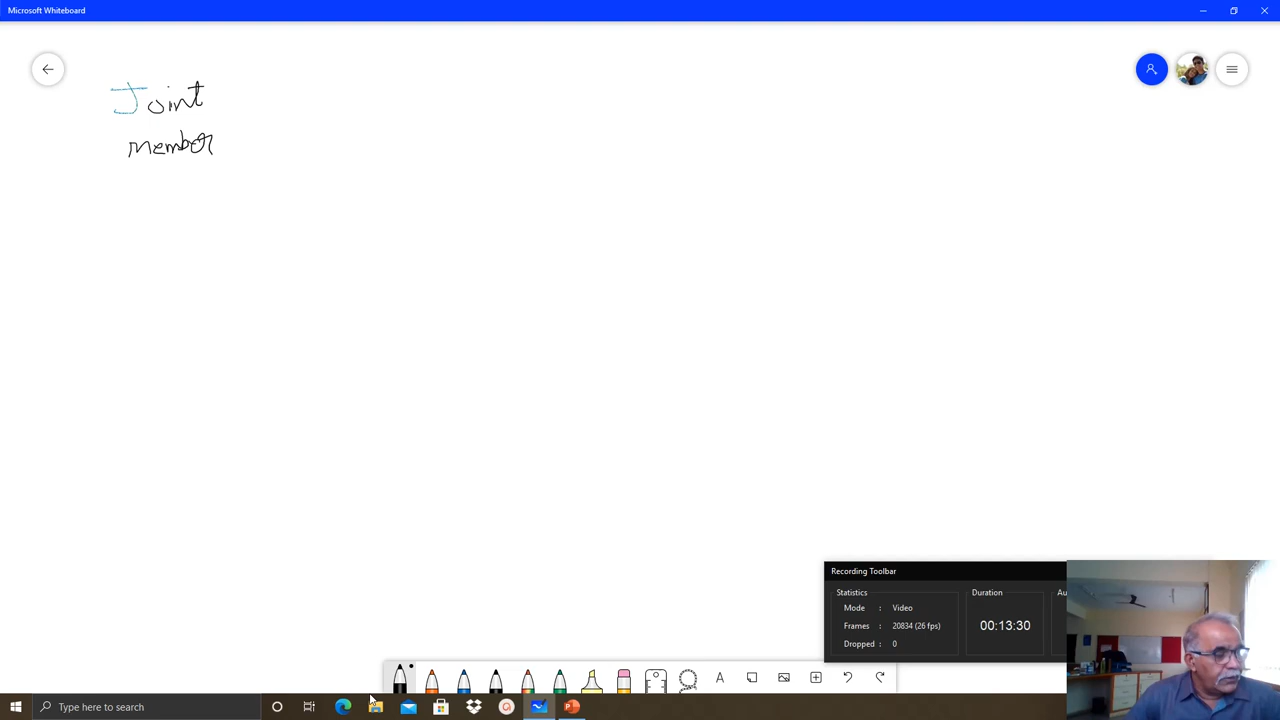 Microsoft Whiteboard
Joint
member
Recording Toolbar
Statistics
Duration
Au
Mode : Video
Frames : 20834 (26 fps)
00:13:30
Dropped : 0
A
Type here to search